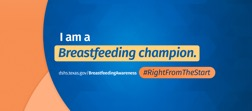 I am a
Breastfeeding champion.
dshs.texas.gov/BreastfeedingAwareness #RightFromTheStart